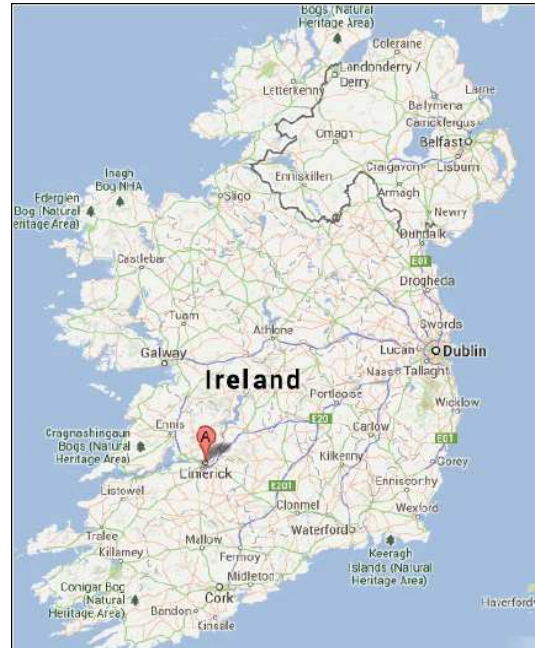 Bogs (Natural
Heritage Area)
Coleraine
Londonderry /
Derry
Letterkenny
Larne
Ballymena
Carrickfergus
Omagh
Belfast
Lisburn
Craigavon
Enniskillen
Armagh
Inagh
Bog NHA
Sligo
Newry
Dundalk
Ederglen
Bog (Natural
Heritage Area)
E01
Castlebar
Drogheda
Tuam
Athlone
Swords
Galway
Lucan
Dublin
Tallaght
Naas
Ireland
Portlaoise
Wicklow
Ennis
A
E20
Carlow
Cragnashingaun
Bogs (Natural
Heritage Area)
E01
Limerick
Kilkenny
Gorey
Listowel
E201
Enniscorthy
Clonmel
Wexford
Tralee
Mallow
Waterford
Killarney
Fermoy
Keeragh
Islands (Natural
Heritage Area)
Conigar Bog
(Natural
Heritage Area)
Midleton
Cork
Bandon
Kinsale
Haverfordw